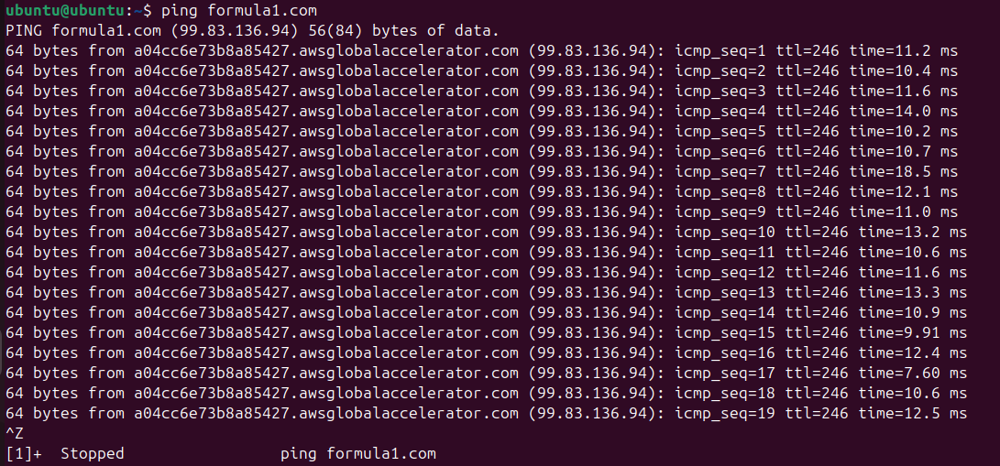 ubuntu@ubuntu:~$ ping formula1.com
PING formula1.com (99.83.136.94) 56(84) bytes of data.
64 bytes from a04cc6e73b8a85427.awsglobalaccelerator.com (99.83.136.94): icmp_seq=1 ttl=246 time=11.2 ms
64 bytes from a04cc6e73b8a85427.awsglobalaccelerator.com (99.83.136.94): icmp_seq=2 ttl=246 time=10.4 ms
64 bytes from a04cc6e73b8a85427.awsglobalaccelerator.com (99.83.136.94): icmp_seq=3 ttl=246 time=11.6 ms
64 bytes from a04cc6e73b8a85427.awsglobalaccelerator.com (99.83.136.94): icmp_seq=4 ttl=246 time=14.0 ms
64 bytes from a04cc6e73b8a85427.awsglobalaccelerator.com (99.83.136.94): icmp_seq=5 ttl=246 time=10.2 ms
64 bytes from a04cc6e73b8a85427.awsglobalaccelerator.com (99.83.136.94): icmp_seq=6 ttl=246 time=10.7 ms
64 bytes from a04cc6e73b8a85427.awsglobalaccelerator.com (99.83.136.94): icmp_seq=7 ttl=246 time=18.5 ms
64 bytes from a04cc6e73b8a85427.awsglobalaccelerator.com (99.83.136.94): icmp_seq=8 ttl=246 time=12.1 ms
64 bytes from a04cc6e73b8a85427.awsglobalaccelerator.com (99.83.136.94): icmp_seq=9 ttl=246 time=11.0 ms
64 bytes from a04cc6e73b8a85427.awsglobalaccelerator.com (99.83.136.94): icmp_seq=10 ttl=246 time=13.2 ms
64 bytes from a04cc6e73b8a85427.awsglobalaccelerator.com (99.83.136.94): icmp_seq=11 ttl=246 time=10.6 ms
64 bytes from a04cc6e73b8a85427.awsglobalaccelerator.com (99.83.136.94): icmp_seq=12 ttl=246 time=11.6 ms
64 bytes from a04cc6e73b8a85427.awsglobalaccelerator.com (99.83.136.94): icmp_seq=13 ttl=246 time=13.3 ms
64 bytes from a04cc6e73b8a85427.awsglobalaccelerator.com (99.83.136.94): icmp_seq=14 ttl=246 time=10.9 ms
64 bytes from a04cc6e73b8a85427.awsglobalaccelerator.com (99.83.136.94): icmp_seq=15 ttl=246 time=9.91 ms
64 bytes from a04cc6e73b8a85427.awsglobalaccelerator.com (99.83.136.94): icmp_seq=16 ttl=246 time=12.4 ms
64 bytes from a04cc6e73b8a85427.awsglobalaccelerator.com (99.83.136.94): icmp_seq=17 ttl=246 time=7.60 ms
64 bytes from a04cc6e73b8a85427.awsglobalaccelerator.com (99.83.136.94): icmp_seq=18 ttl=246 time=10.6 ms
64 bytes from a04cc6e73b8a85427.awsglobalaccelerator.com (99.83.136.94): icmp_seq=19 ttl=246 time=12.5 ms
^Z
[1]+  Stopped                 ping formula1.com